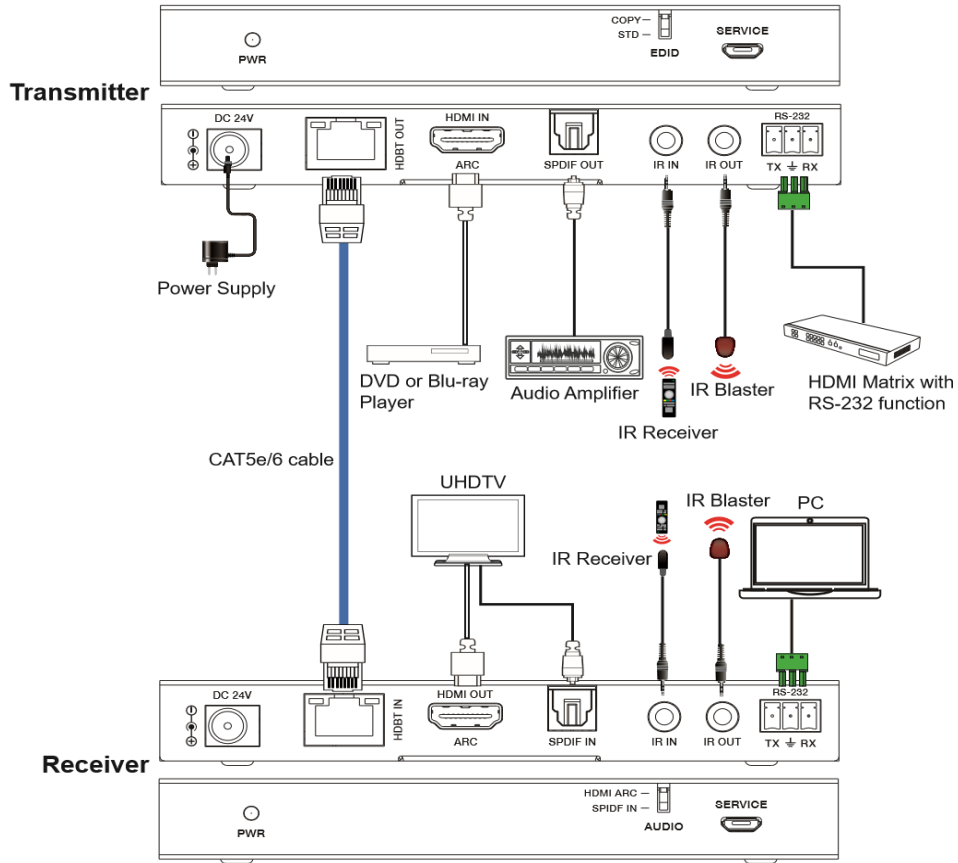 COPY
STD
EDID
SERVICE
PWR
Transmitter
DC 24V
HDBT OUT
HDMI IN
ARC
SPDIF OUT
IR IN
IR OUT
RS-232
TX RX
Power Supply
DVD or Blu-ray
Player
Audio Amplifier
IR Receiver
IR Blaster
HDMI Matrix with
RS-232 function
CAT5e/6 cable
UHDTV
IR Receiver
IR Blaster
PC
DC 24V
HDBT IN
HDMI OUT
ARC
SPDIF IN
IR IN
IR OUT
RS-232
TX RX
Receiver
HDMI ARC
SPIDF IN
AUDIO
SERVICE
PWR